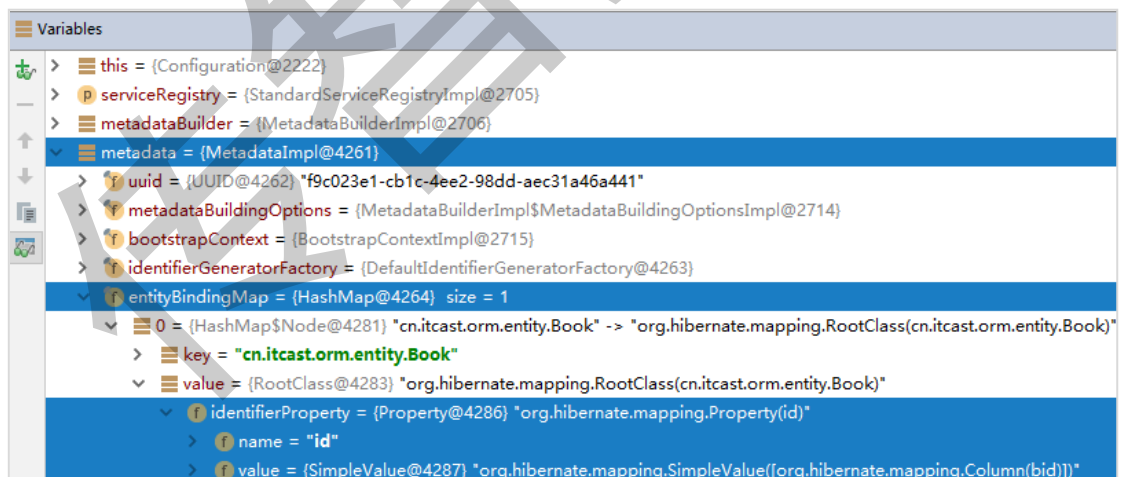 Variables
this = {Configuration@2222}
serviceRegistry = {StandardServiceRegistryImpl@2705}
metadataBuilder = {MetadataBuilderImpl@2706}
metadata = {MetadataImpl@4261}
uuid = {UUID@4262} "f9c023e1-cb1c-4ee2-98dd-aec31a46a441"
metadataBuildingOptions = {MetadataBuilderImpl$MetadataBuildingOptionsImpl@2714}
bootstrapContext = {BootstrapContextImpl@2715}
identifierGeneratorFactory = {DefaultIdentifierGeneratorFactory@4263}
entityBindingMap = {HashMap@4264} size = 1
0 = {HashMap$Node@4281} "cn.itcast.orm.entity.Book" -> "org.hibernate.mapping.RootClass(cn.itcast.orm.entity.Book)"
key = "cn.itcast.orm.entity.Book"
value = {RootClass@4283} "org.hibernate.mapping.RootClass(cn.itcast.orm.entity.Book)"
identifierProperty = {Property@4286} "org.hibernate.mapping.Property(id)"
name = "id"
value = {SimpleValue@4287} "org.hibernate.mapping.SimpleValue([org.hibernate.mapping.Column(bid)])"